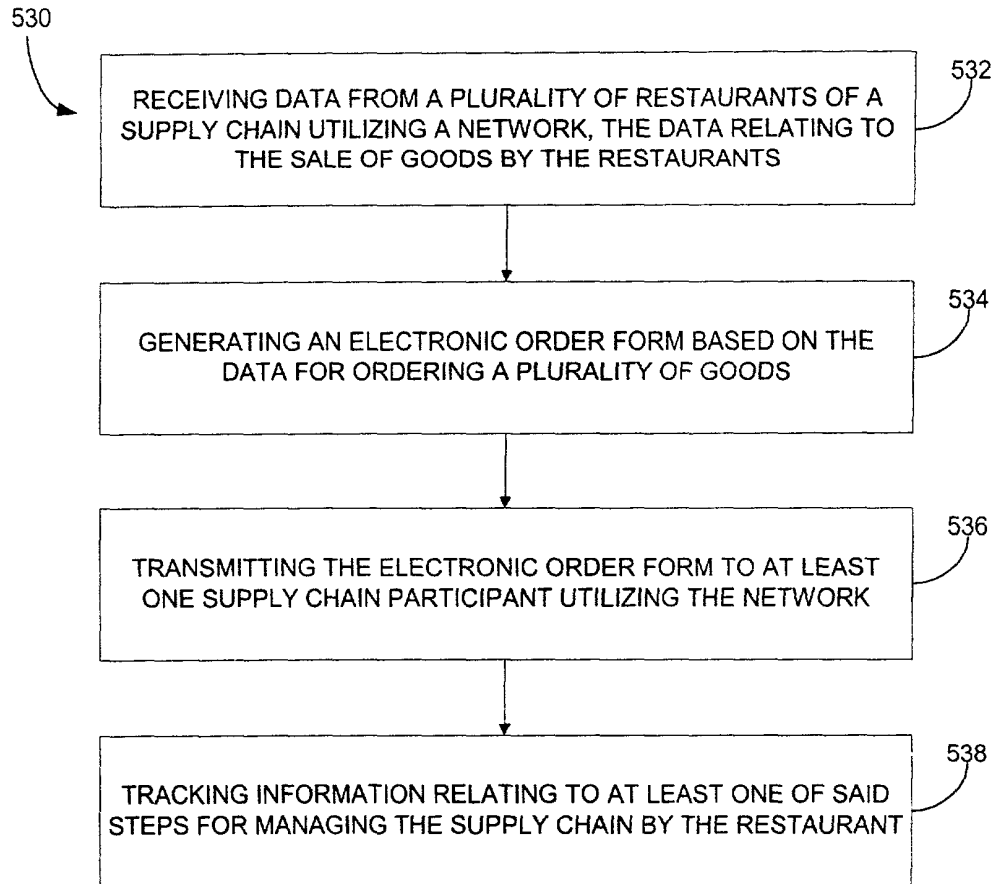 530
532
RECEIVING DATA FROM A PLURALITY OF RESTAURANTS OF A
SUPPLY CHAIN UTILIZING A NETWORK, THE DATA RELATING TO
THE SALE OF GOODS BY THE RESTAURANTS
534
GENERATING AN ELECTRONIC ORDER FORM BASED ON THE
DATA FOR ORDERING A PLURALITY OF GOODS
536
TRANSMITTING THE ELECTRONIC ORDER FORM TO AT LEAST
ONE SUPPLY CHAIN PARTICIPANT UTILIZING THE NETWORK
538
TRACKING INFORMATION RELATING TO AT LEAST ONE OF SAID
STEPS FOR MANAGING THE SUPPLY CHAIN BY THE RESTAURANT